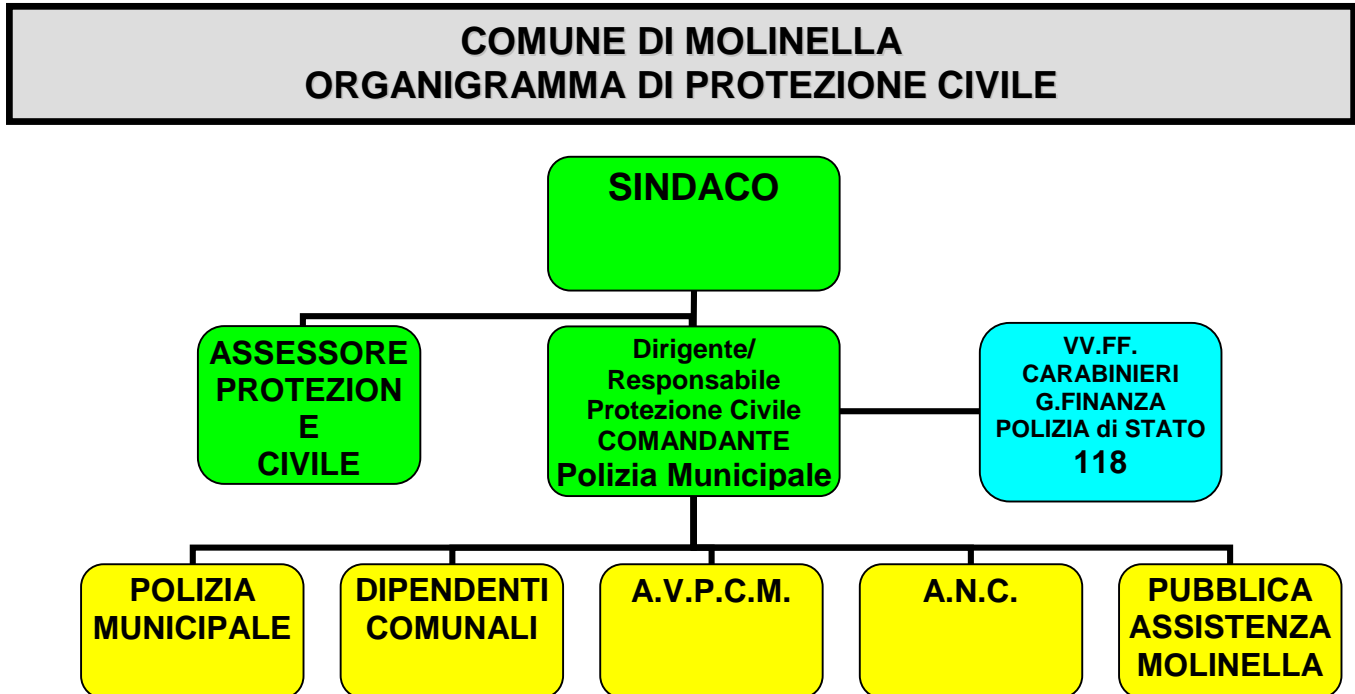 COMUNE DI MOLINELLA
ORGANIGRAMMA DI PROTEZIONE CIVILE
SINDACO
ASSESSORE
PROTEZION
E
CIVILE
Dirigente/
Responsabile
Protezione Civile
COMANDANTE
Polizia Municipale
VV.FF.
CARABINIERI
G.FINANZA
POLIZIA di STATO
118
POLIZIA
MUNICIPALE
DIPENDENTI
COMUNALI
A.V.P.C.M.
A.N.C.
PUBBLICA
ASSISTENZA
MOLINELLA